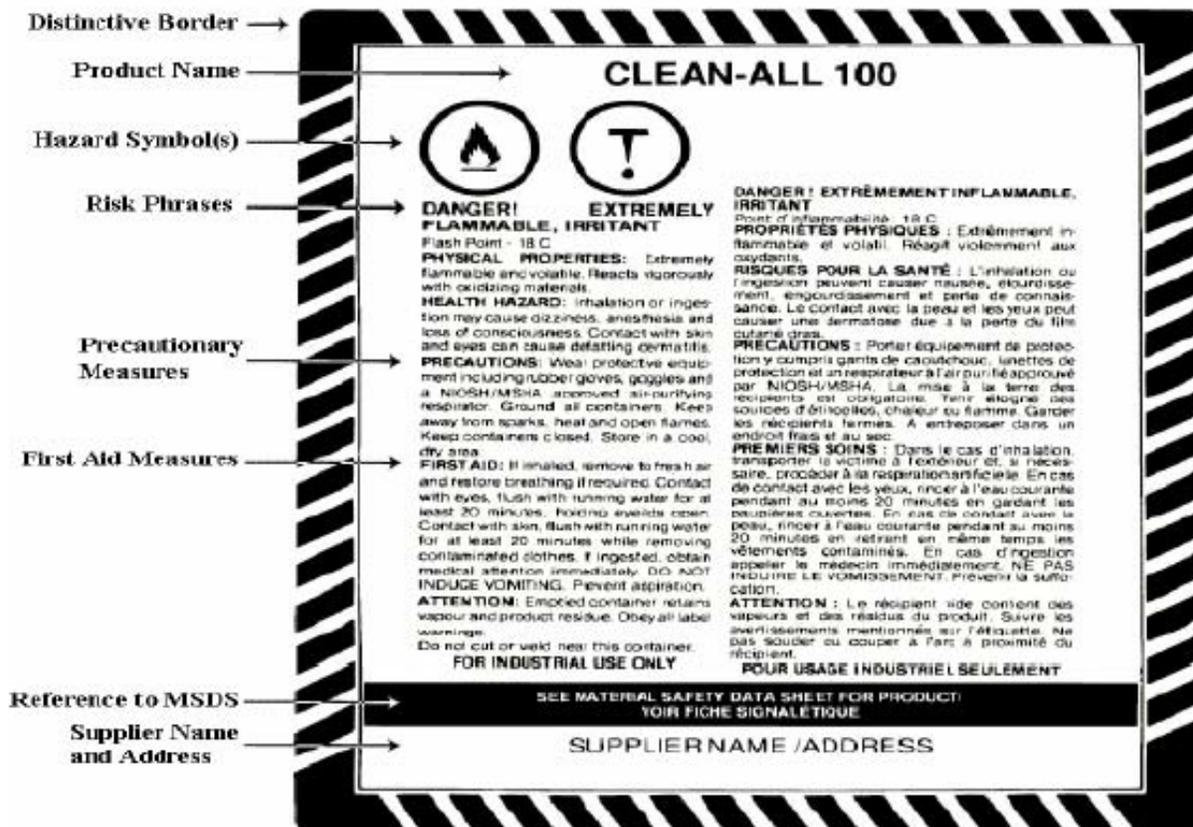 Distinctive Border
Product Name
Hazard Symbol(s)
Risk Phrases
Precautionary
Measures
First Aid Measures
Reference to MSDS
Supplier Name
and Address
CLEAN-ALL 100
DANGER! EXTREMELY
FLAMMABLE, IRRITANT
Flash Point - 18 C
PHYSICAL PROPERTIES: Extremely
flammable and volatile. Reacts vigorously
with oxidizing materials.
HEALTH HAZARD: Inhalation or inges-
tion may cause dizziness, anesthesia and
loss of consciousness. Contact with skin
and eyes can cause defatting dermatitis.
PRECAUTIONS: Wear protective equip-
ment including rubber gloves, goggles and
a NIOSH/MSHA approved air-purifying
respirator. Ground all containers. Keep
away from sparks, heat and open flames.
Keep containers closed. Store in a cool,
dry area
FIRST AID: If inhaled, remove to fresh air
and restore breathing if required. Contact
with eyes, flush with running water for at
least 20 minutes, holding eyelids open.
Contact with skin, flush with running water
for at least 20 minutes while removing
contaminated clothes. If ingested, obtain
medical attention immediately. DO NOT
INDUCE VOMITING. Prevent aspiration.
ATTENTION: Emptied container retains
vapour and product residue. Obey all label
warnings.
Do not cut or weld near this container.
FOR INDUSTRIAL USE ONLY
DANGER! EXTRÊMEMENT INFLAMMABLE,
IRRITANT
Point d'inflammabilité - 18 C
PROPRIÉTÉS PHYSIQUES : Extrêmement in-
flammable et volatil. Réagit violemment aux
oxydants.
RISQUES POUR LA SANTÉ : L'inhalation ou
l'ingestion peuvent causer nausée, étourdisse-
ment, engourdissement et perte de connais-
sance. Le contact avec la peau et les yeux peut
causer une dermatose due à la perte du film
cutané gras.
PRÉCAUTIONS : Porter équipement de protec-
tion y compris gants de caoutchouc, lunettes de
protection et un respirateur à l'air purifié approuvé
par NIOSH/MSHA. La mise à la terre des
récipients est obligatoire. Tenir éloigné des
sources d'étincelles, chaleur ou flamme. Garder
les récipients fermés. A entreposer dans un
endroit frais et au sec.
PREMIERS SOINS : Dans le cas d'inhalation,
transporter la victime à l'extérieur et, si néces-
saire, procéder à la respiration artificielle. En cas
de contact avec les yeux, rincer à l'eau courante
pendant au moins 20 minutes en gardant les
paupières ouvertes. En cas de contact avec la
peau, rincer à l'eau courante pendant au moins
20 minutes en retirant en même temps les
vêtements contaminés. En cas d'ingestion
appeler le médecin immédiatement. NE PAS
INDUIRE LE VOMISSEMENT. Prévenir la suffo-
cation.
ATTENTION : Le récipient vide contient des
vapeurs et des résidus du produit. Suivre les
avertissements mentionnés sur l'étiquette. Ne
pas souder ou couper à l'arc à proximité du
récipient.
POUR USAGE INDUSTRIEL SEULEMENT
SEE MATERIAL SAFETY DATA SHEET FOR PRODUCT/
VOIR FICHE SIGNALÉTIQUE
SUPPLIER NAME /ADDRESS